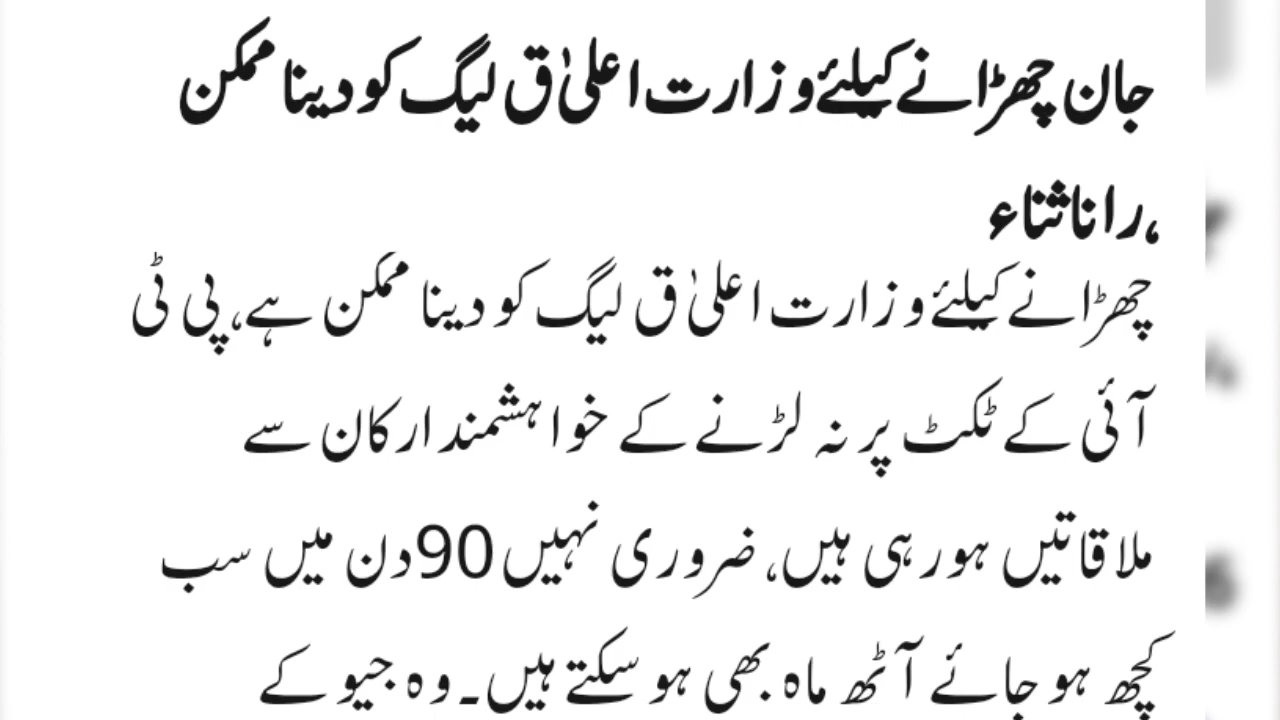 جان چھڑانے کیلئے وزارت اعلیٰ ق لیگ کو دینا ممکن
،رانا ثناء
چھڑانے کیلئے وزارت اعلیٰ ق لیگ کو دینا ممکن ہے، پی ٹی
آئی کے ٹکٹ پر نہ لڑنے کے خواہشمند ارکان سے
ملاقاتیں ہو رہی ہیں، ضروری نہیں 90 دن میں سب
کچھ ہو جائے آٹھ ماہ بھی ہو سکتے ہیں۔ وہ جیو کے